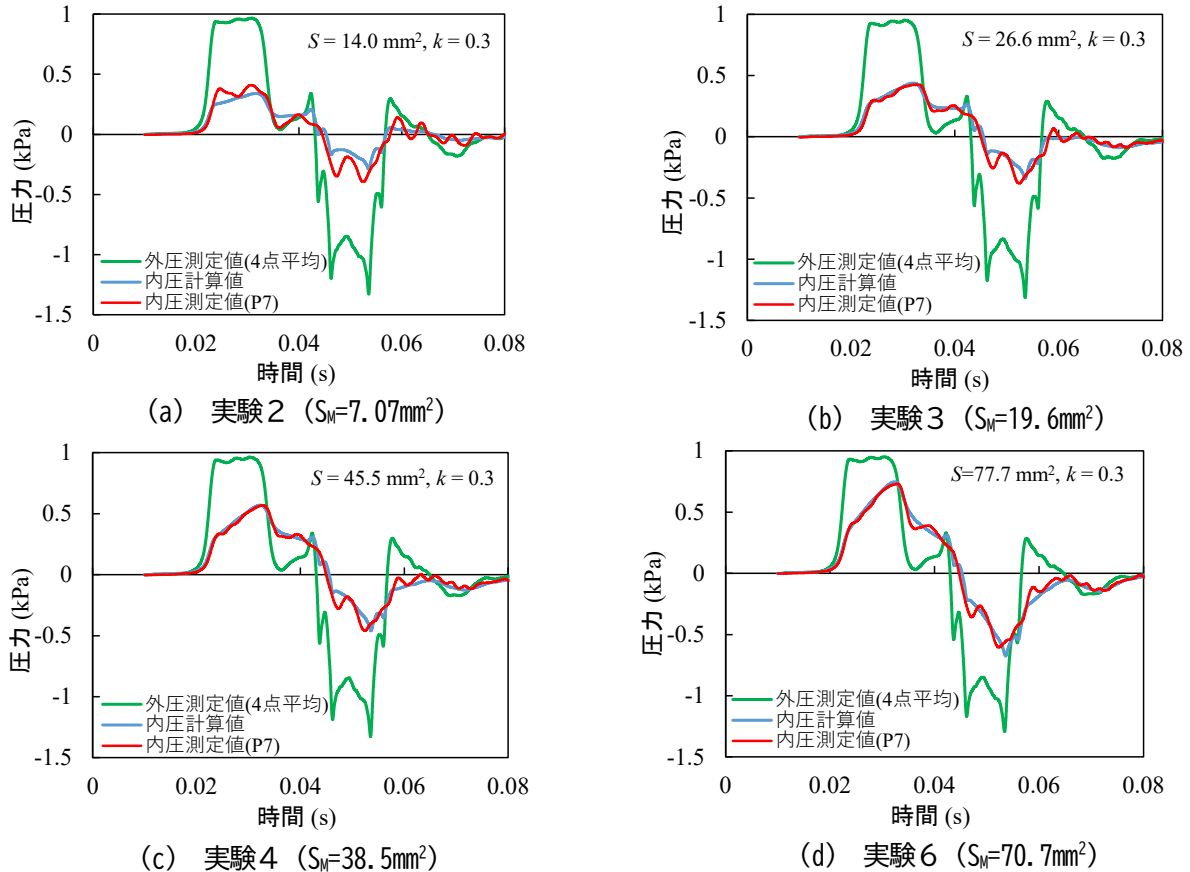 1
0.5
0
-0.5
-1
-1.5
圧力 (kPa)
S = 14.0 mm², k = 0.3
外圧測定値(4点平均)
内圧計算値
内圧測定値(P7)
0 0.02 0.04 0.06 0.08
時間 (s)
(a) 実験２（S_M=7.07mm²）
1
0.5
0
-0.5
-1
-1.5
圧力 (kPa)
S = 26.6 mm², k = 0.3
外圧測定値(4点平均)
内圧計算値
内圧測定値(P7)
0 0.02 0.04 0.06 0.08
時間 (s)
(b) 実験３（S_M=19.6mm²）
1
0.5
0
-0.5
-1
-1.5
圧力 (kPa)
S = 45.5 mm², k = 0.3
外圧測定値(4点平均)
内圧計算値
内圧測定値(P7)
0 0.02 0.04 0.06 0.08
時間 (s)
(c) 実験４（S_M=38.5mm²）
1
0.5
0
-0.5
-1
-1.5
圧力 (kPa)
S=77.7 mm², k = 0.3
外圧測定値(4点平均)
内圧計算値
内圧測定値(P7)
0 0.02 0.04 0.06 0.08
時間 (s)
(d) 実験６（S_M=70.7mm²）